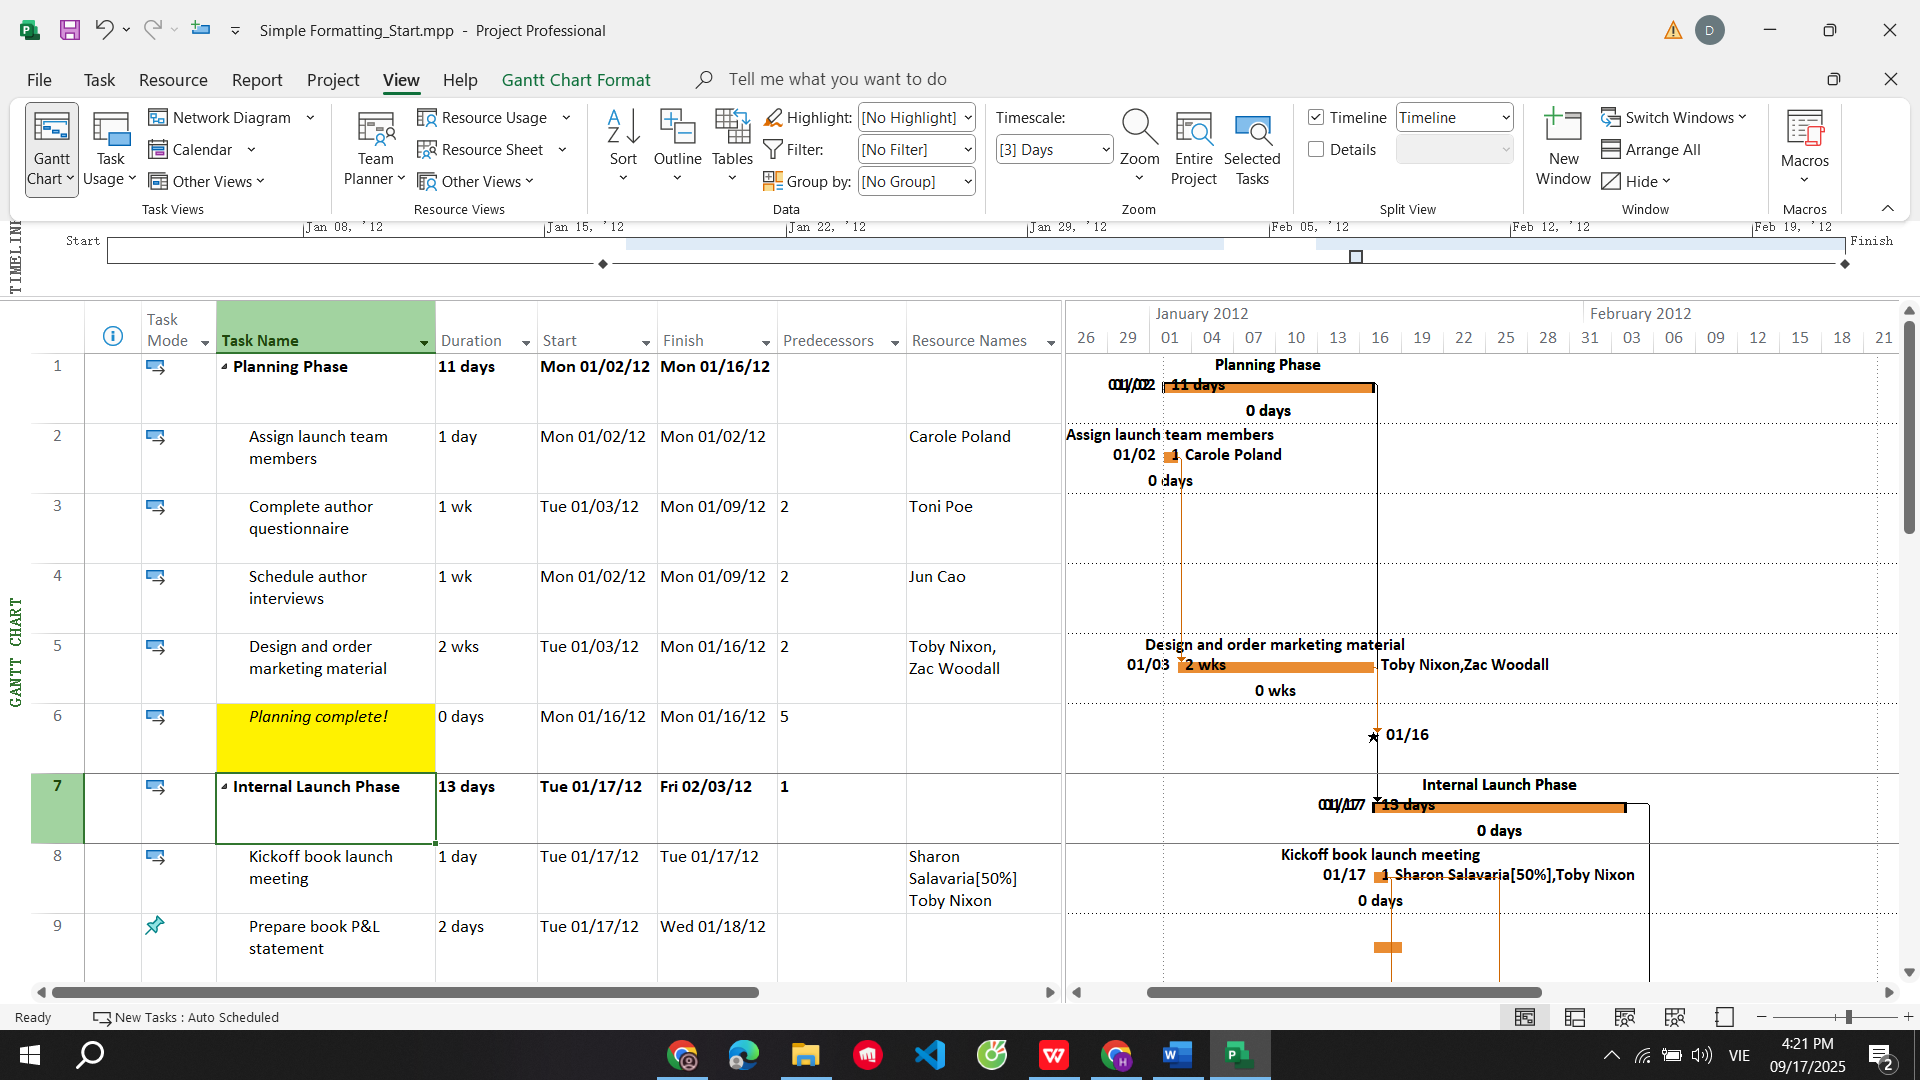 Simple Formatting_Start.mpp - Project Professional
D
File Task Resource Report Project View Help Gantt Chart Format Tell me what you want to do
Gantt Chart
Task Usage
Network Diagram
Calendar
Other Views
Task Views
Team Planner
Resource Usage
Resource Sheet
Other Views
Resource Views
Sort
Outline
Tables
Highlight: [No Highlight]
Filter: [No Filter]
Group by: [No Group]
Data
Timescale:
[3] Days
Zoom
Entire Project
Selected Tasks
Zoom
Timeline Timeline
Details
Split View
New Window
Switch Windows
Arrange All
Hide
Window
Macros
Macros
TIMELINE
Jan 08, '12 Jan 15, '12 Jan 22, '12 Jan 29, '12 Feb 05, '12 Feb 12, '12 Feb 19, '12
Start Finish
GANTT CHART
Task Mode Task Name Duration Start Finish Predecessors Resource Names
1 Planning Phase 11 days Mon 01/02/12 Mon 01/16/12
2 Assign launch team members 1 day Mon 01/02/12 Mon 01/02/12 Carole Poland
3 Complete author questionnaire 1 wk Tue 01/03/12 Mon 01/09/12 2 Toni Poe
4 Schedule author interviews 1 wk Mon 01/02/12 Mon 01/09/12 2 Jun Cao
5 Design and order marketing material 2 wks Tue 01/03/12 Mon 01/16/12 2 Toby Nixon, Zac Woodall
6 Planning complete! 0 days Mon 01/16/12 Mon 01/16/12 5
7 Internal Launch Phase 13 days Tue 01/17/12 Fri 02/03/12 1
8 Kickoff book launch meeting 1 day Tue 01/17/12 Tue 01/17/12 Sharon Salavaria[50%] Toby Nixon
9 Prepare book P&L statement 2 days Tue 01/17/12 Wed 01/18/12
January 2012 February 2012
26 29 01 04 07 10 13 16 19 22 25 28 31 03 06 09 12 15 18 21
Planning Phase
01/02 11 days
0 days
Assign launch team members
01/02 1 Carole Poland
0 days
Design and order marketing material
01/03 2 wks Toby Nixon,Zac Woodall
0 wks
01/16
Internal Launch Phase
01/17 13 days
0 days
Kickoff book launch meeting
01/17 1 Sharon Salavaria[50%],Toby Nixon
0 days
Ready New Tasks : Auto Scheduled
VIE
4:21 PM
09/17/2025
2